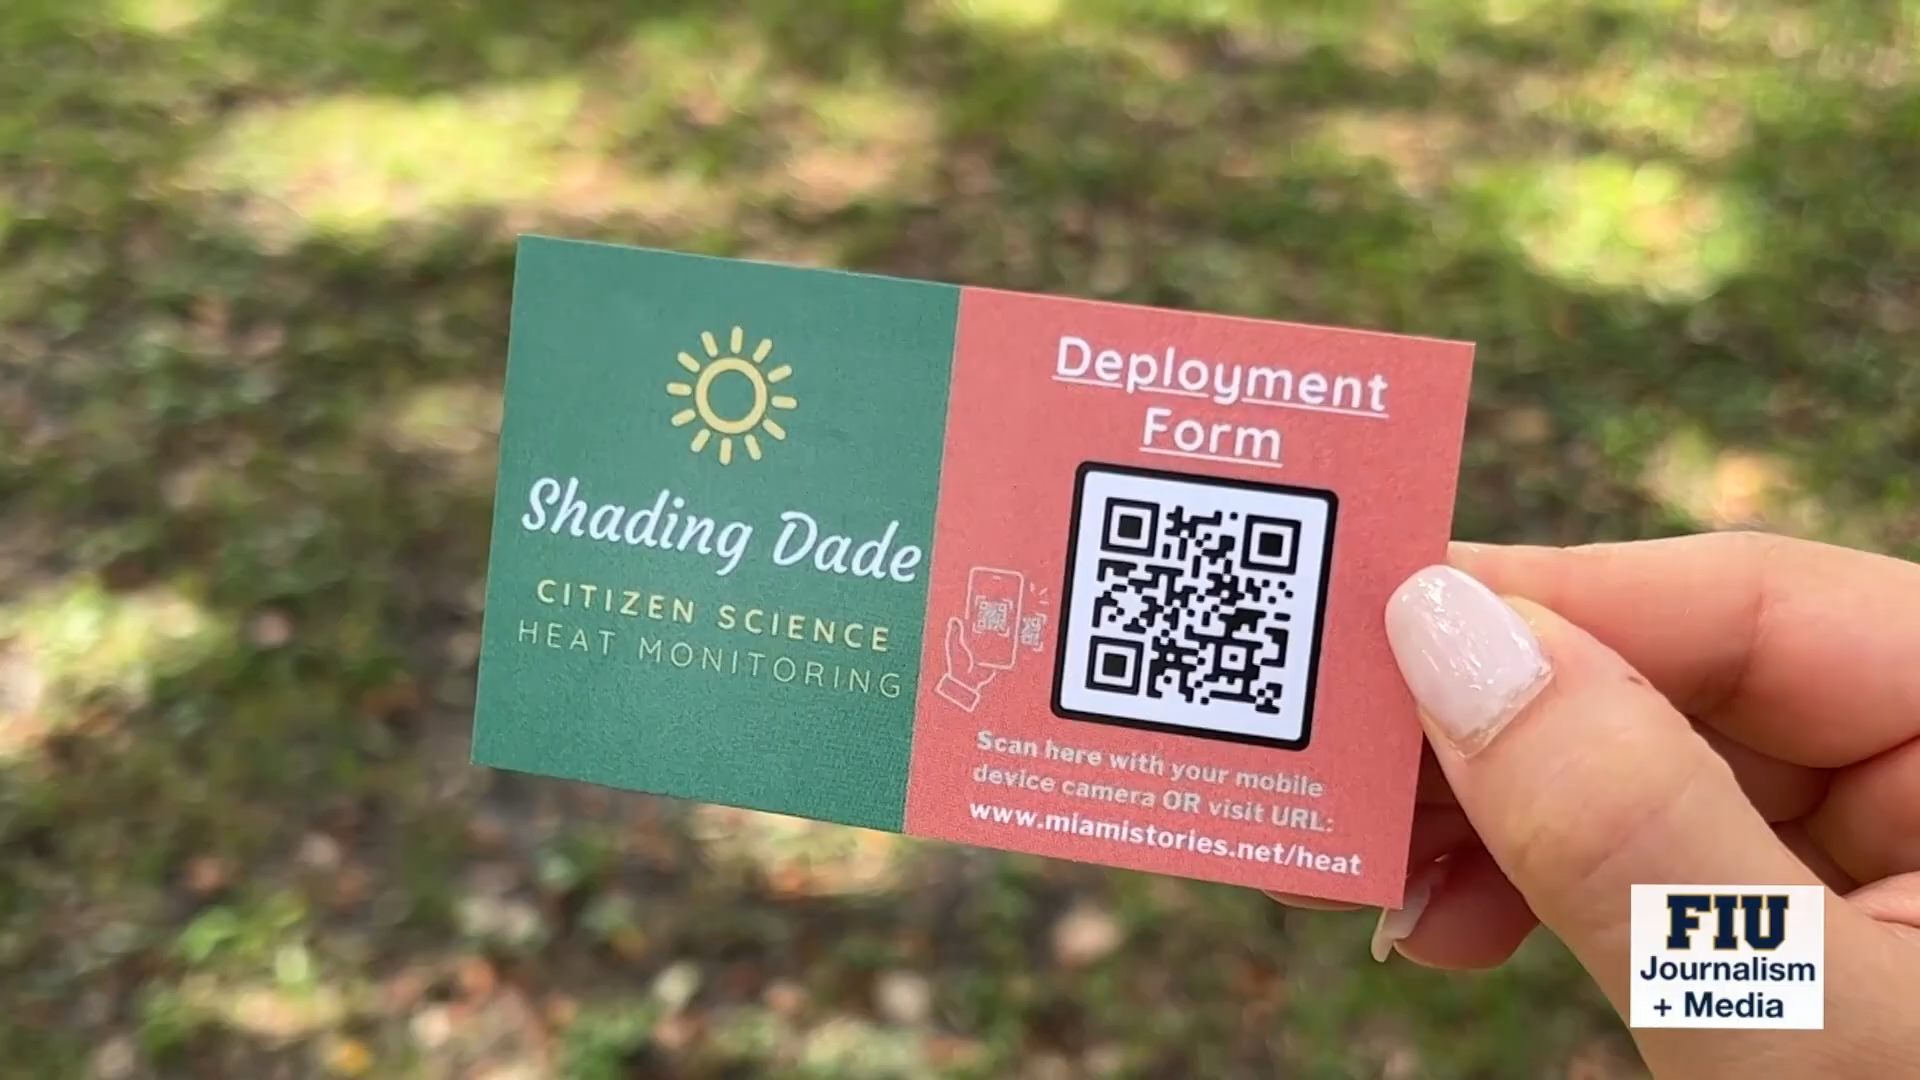 Shading Dade
CITIZEN SCIENCE
HEAT MONITORING
Deployment
Form
Scan here with your mobile
device camera OR visit URL:
www.miamistories.net/heat
FIU
Journalism
+ Media